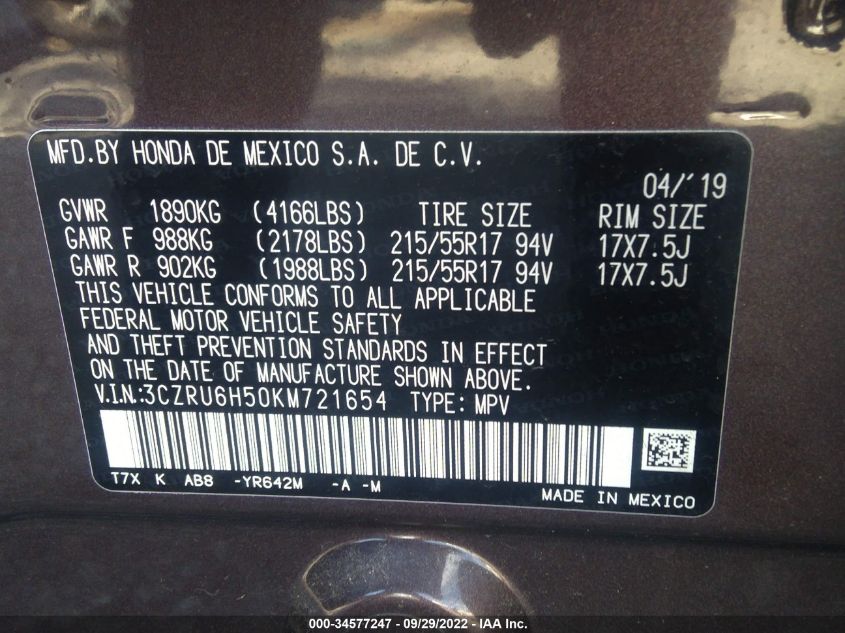 MFD.BY HONDA DE MEXICO S.A. DE C.V.
04/'19
GVWR 1890KG (4166LBS) TIRE SIZE RIM SIZE
GAWR F 988KG (2178LBS) 215/55R17 94V 17X7.5J
GAWR R 902KG (1988LBS) 215/55R17 94V 17X7.5J
THIS VEHICLE CONFORMS TO ALL APPLICABLE
FEDERAL MOTOR VEHICLE SAFETY
AND THEFT PREVENTION STANDARDS IN EFFECT
ON THE DATE OF MANUFACTURE SHOWN ABOVE.
V.I.N.:3CZRU6H50KM721654 TYPE: MPV
T7X K AB8 -YR642M -A -M
MADE IN MEXICO
000-34577247 - 09/29/2022 - IAA Inc.